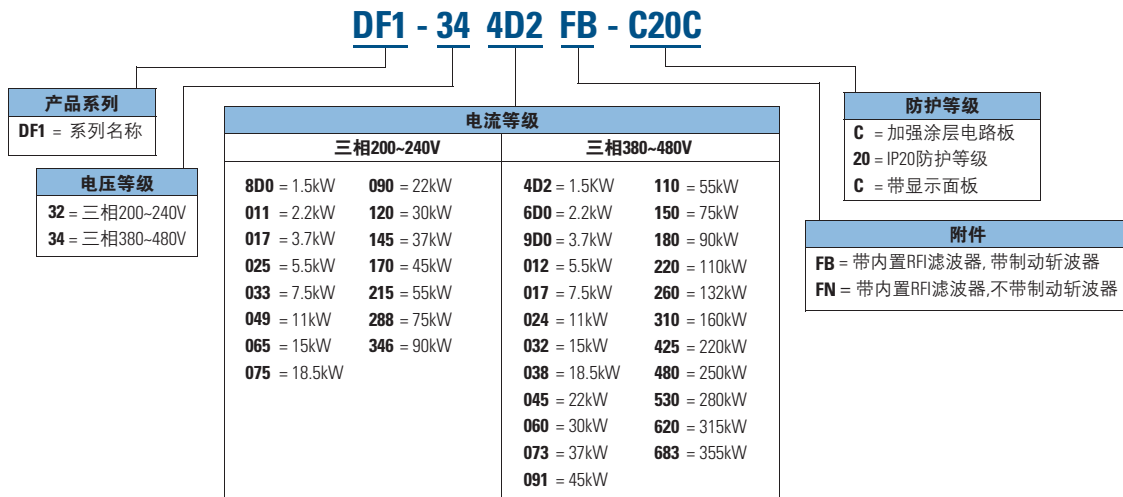 DF1 - 34 4D2 FB - C20C
产品系列
DF1 = 系列名称
电压等级
32 = 三相200~240V
34 = 三相380~480V
电流等级
三相200~240V
8D0 = 1.5kW
011 = 2.2kW
017 = 3.7kW
025 = 5.5kW
033 = 7.5kW
049 = 11kW
065 = 15kW
075 = 18.5kW
090 = 22kW
120 = 30kW
145 = 37kW
170 = 45kW
215 = 55kW
288 = 75kW
346 = 90kW
三相380~480V
4D2 = 1.5KW
6D0 = 2.2kW
9D0 = 3.7kW
012 = 5.5kW
017 = 7.5kW
024 = 11kW
032 = 15kW
038 = 18.5kW
045 = 22kW
060 = 30kW
073 = 37kW
091 = 45kW
110 = 55kW
150 = 75kW
180 = 90kW
220 = 110kW
260 = 132kW
310 = 160kW
425 = 220kW
480 = 250kW
530 = 280kW
620 = 315kW
683 = 355kW
防护等级
C = 加强涂层电路板
20 = IP20防护等级
C = 带显示面板
附件
FB = 带内置RFI滤波器, 带制动斩波器
FN = 带内置RFI滤波器,不带制动斩波器